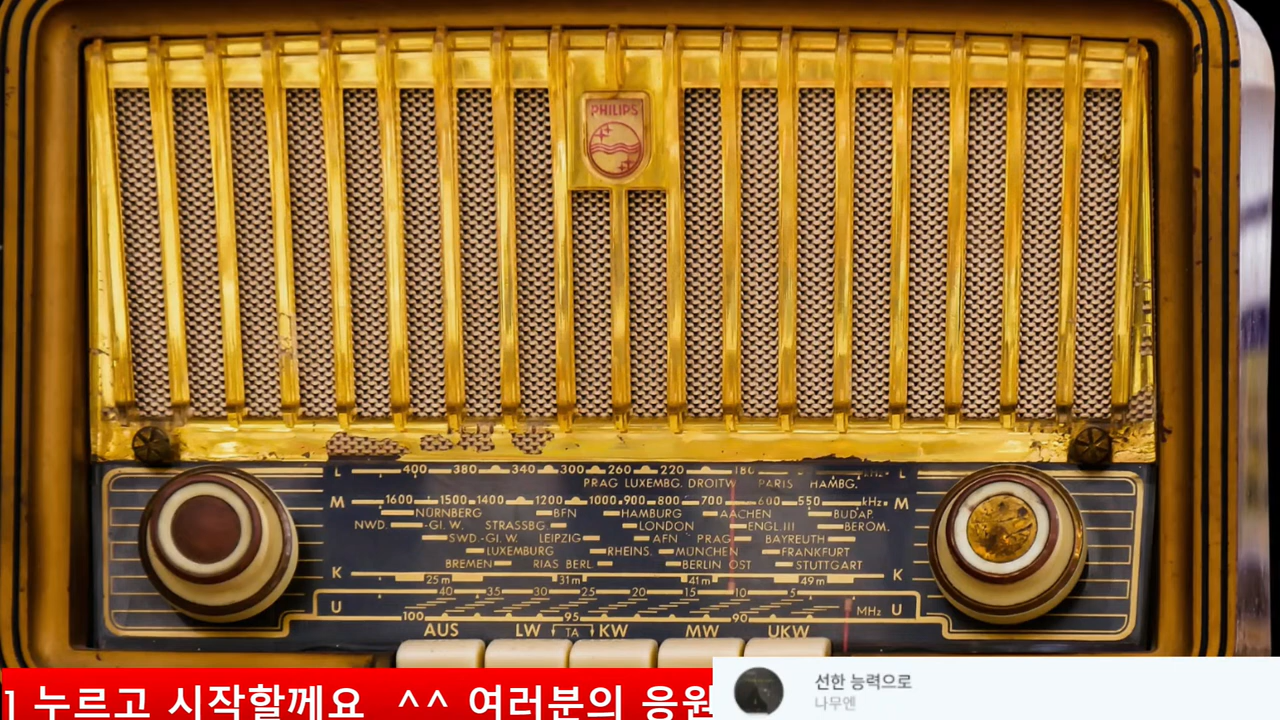 PHILIPS
L 400 380 340 300 260 220 180 kHz L
PRAG LUXEMBG. DROITW. PARIS HAMBG.
M 1600 1500 1400 1200 1000 900 800 700 600 550 kHz M
NÜRNBERG BFN HAMBURG AACHEN BUDAP.
NWD. -GL. W. STRASSBG LONDON ENGL.III BEROM.
SWD.-GL. W. LEIPZIG AFN PRAG BAYREUTH
LUXEMBURG RHEINS. MÜNCHEN FRANKFURT
BREMEN RIAS BERL. BERLIN OST STUTTGART
K 25m 31m 41m 49m K
40 35 30 25 20 15 10 5
U 100 95 90 MHz U
AUS LW TA KW MW UKW
누르고 시작할께요 ^^ 여러분의 응원
선한 능력으로
나무엔